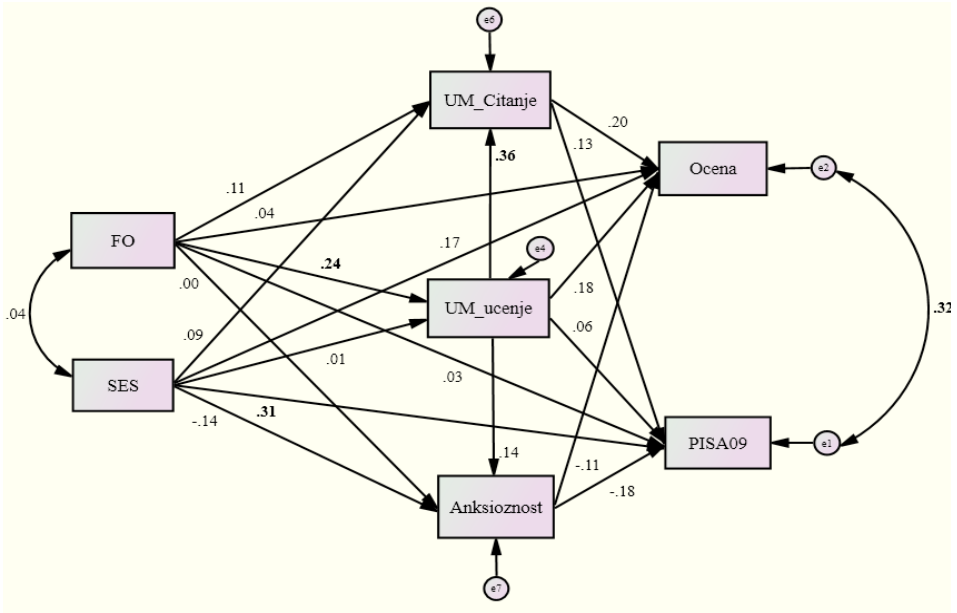 e6
UM_Citanje
.20
.13
.36
Ocena
e2
.11
.04
.17
FO
.24
e4
.00
UM_ucenje
.18
.04
.09
.01
.06
.32
SES
.03
-.14
.31
PISA09
e1
.14
-.11
-.18
Anksioznost
e7